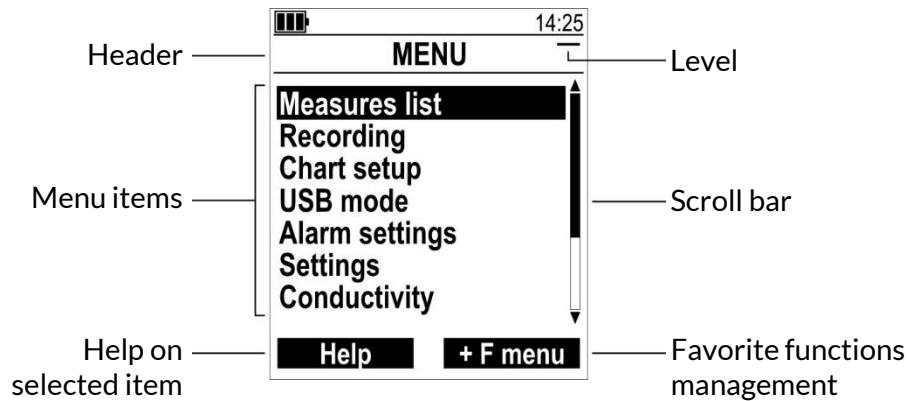 14:25
Header
MENU
Level
Measures list
Recording
Chart setup
Menu items
USB mode
Scroll bar
Alarm settings
Settings
Conductivity
Help on
selected item
Help
+ F menu
Favorite functions
management